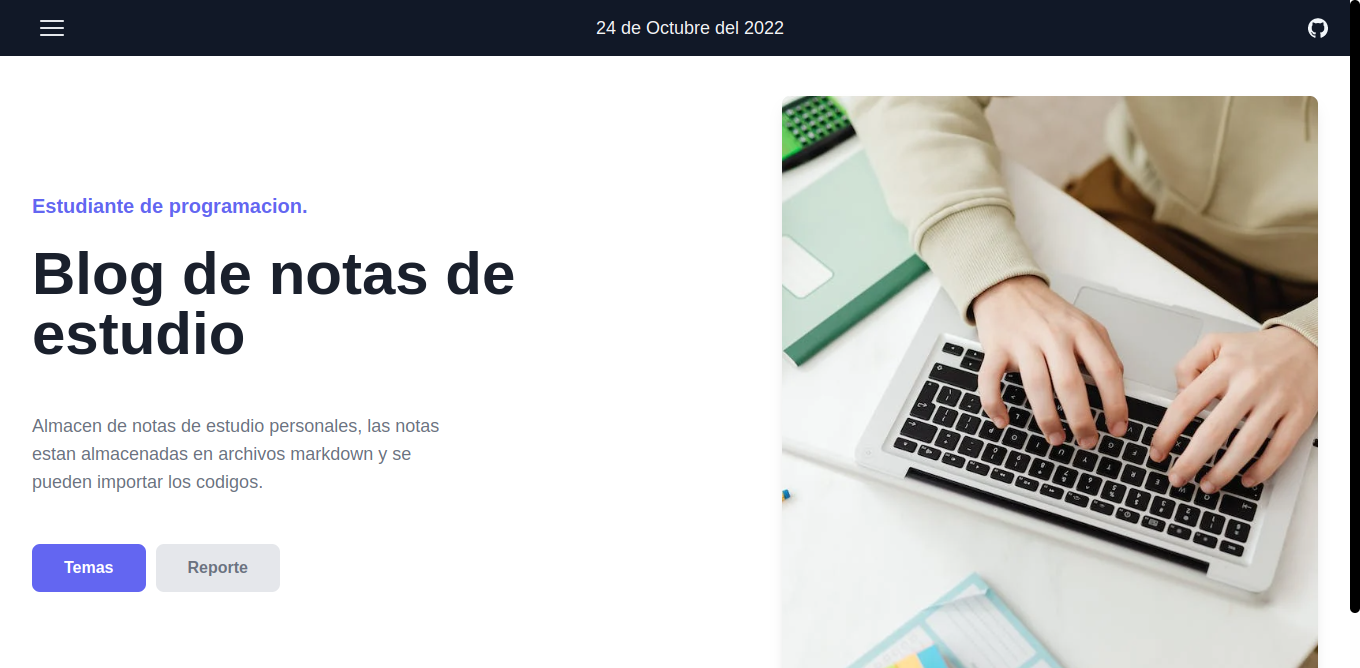 24 de Octubre del 2022
Estudiante de programacion.
Blog de notas de
estudio
Almacen de notas de estudio personales, las notas
estan almacenadas en archivos markdown y se
pueden importar los codigos.
Temas
Reporte